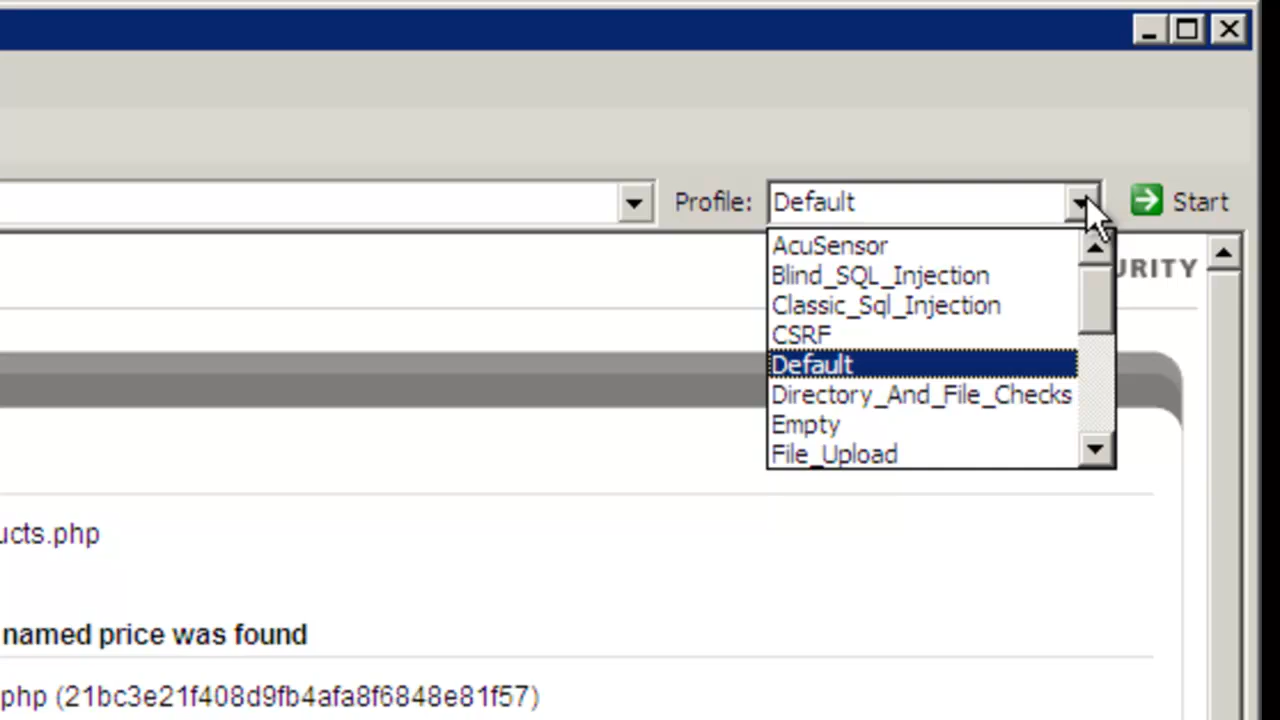 Profile: Default Start
AcuSensor
URITY
Blind_SQL_Injection
Classic_Sql_Injection
CSRF
Default
Directory_And_File_Checks
Empty
File_Upload
ucts.php
named price was found
php (21bc3e21f408d9fb4afa8f6848e81f57)